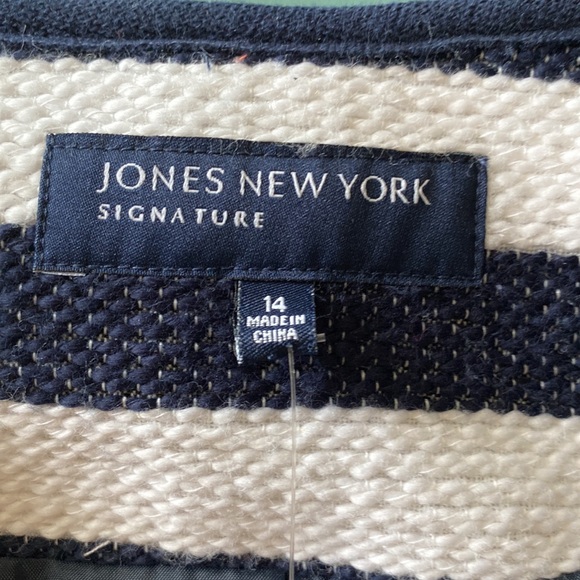 JONES NEW YORK
SIGNATURE
14
MADE IN
CHINA